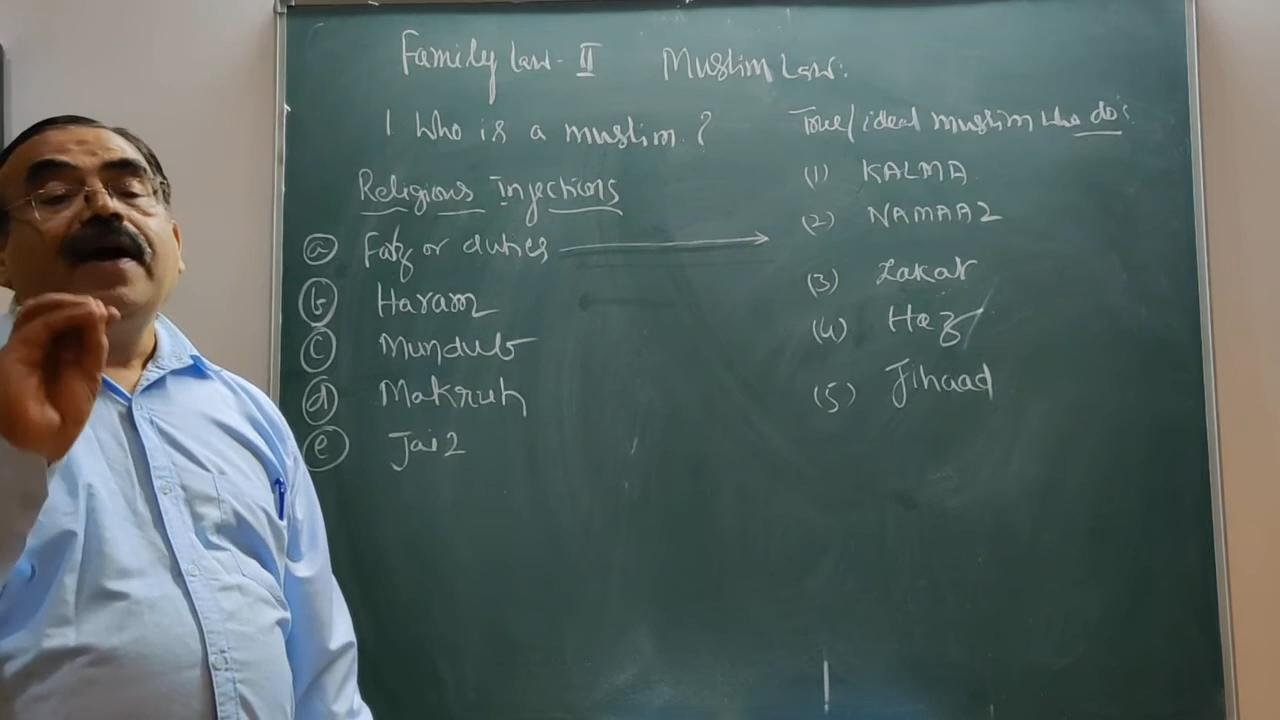 Family Law - II Muslim Law:
1. Who is a muslim?
Religious Injections
(a) Farz or duties
(b) Haram
(c) Mundub
(d) Makruh
(e) Jaiz
True/ideal muslim who do:
(1) KALMA
(2) NAMAAZ
(3) Zakat
(4) Haz
(5) Jihaad